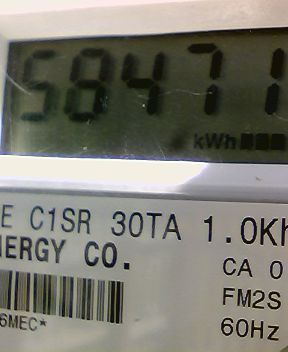 58471
kWh
E C1SR 30TA 1.0Kh
NERGY CO.
CA 0
FM2S
6MEC*
60Hz